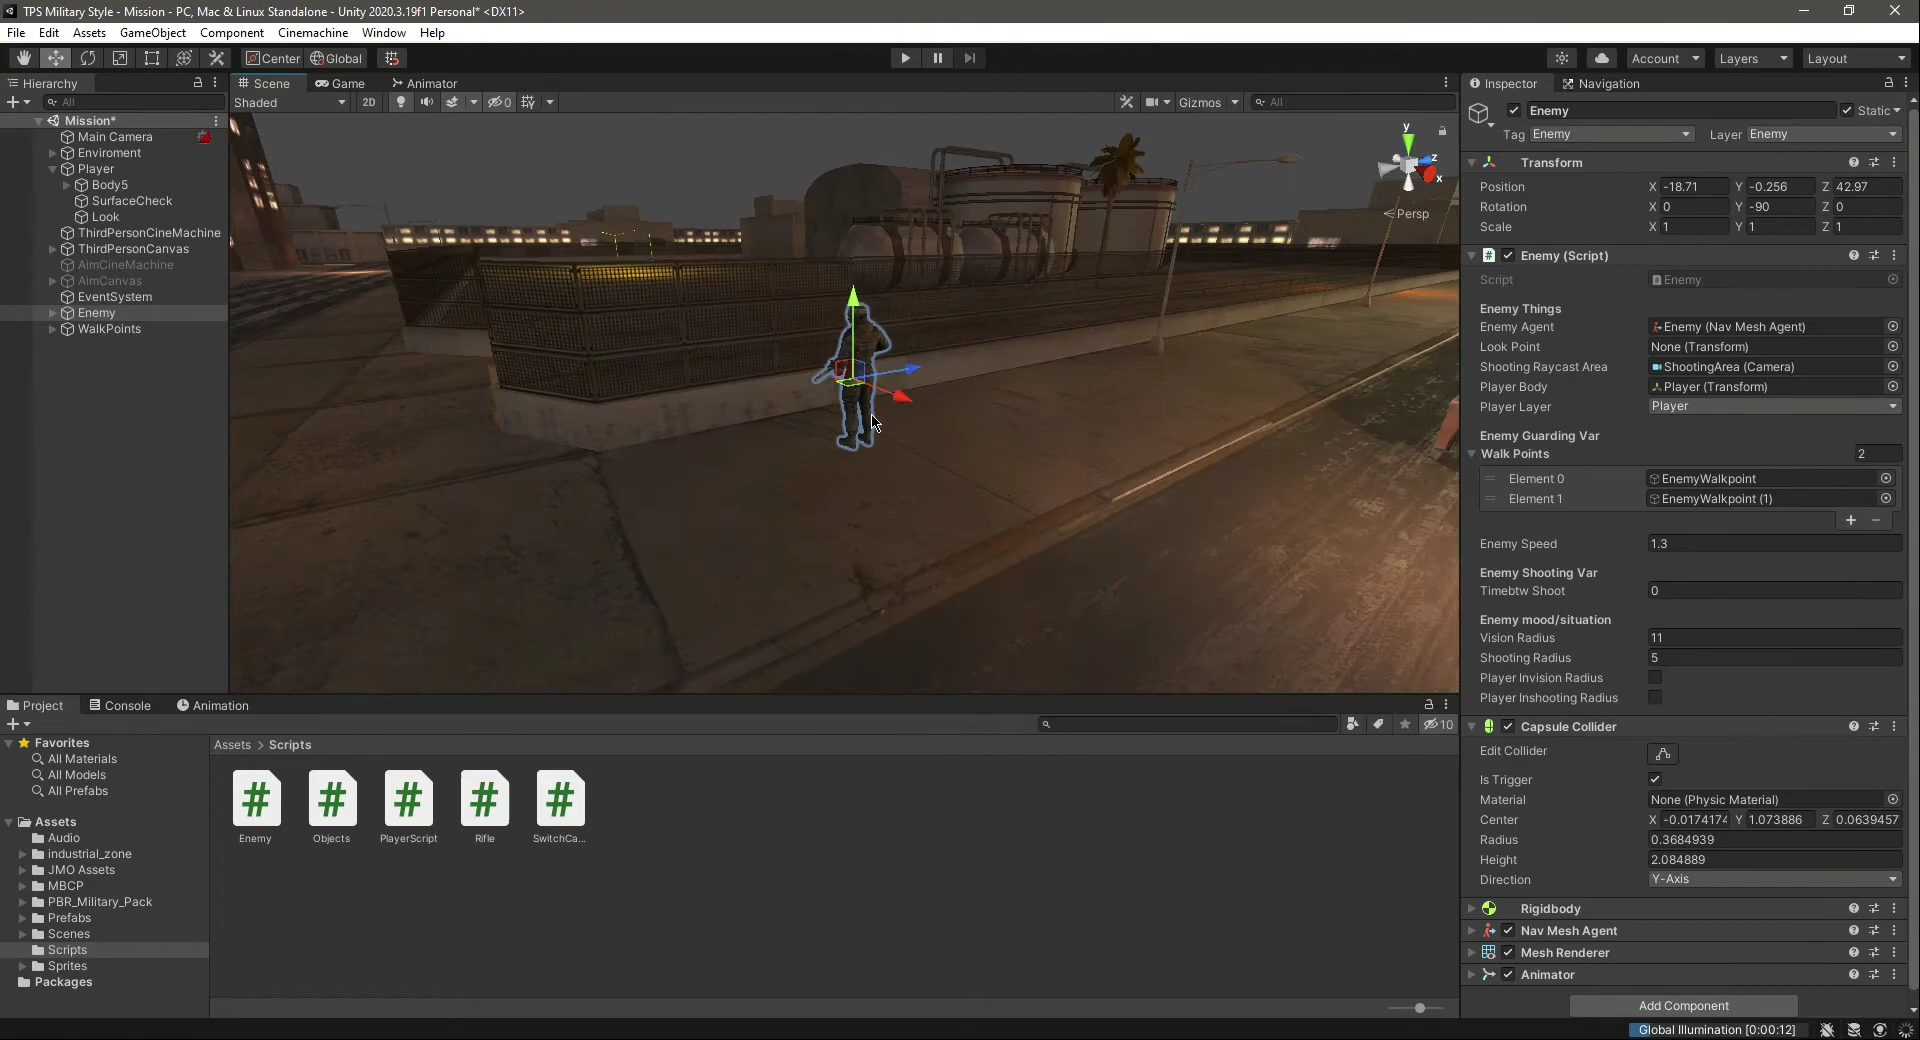 TPS Military Style - Mission - PC, Mac & Linux Standalone - Unity 2020.3.19f1 Personal* <DX11>
File Edit Assets GameObject Component Cinemachine Window Help
Center Global Account Layers Layout
Hierarchy
All
Mission*
Main Camera
Enviroment
Player
Body5
SurfaceCheck
Look
ThirdPersonCineMachine
ThirdPersonCanvas
AimCineMachine
AimCanvas
EventSystem
Enemy
WalkPoints
Scene Game Animator
Shaded 2D 0 Gizmos All
y
z
x
Persp
Project Console Animation
10
Favorites
All Materials
All Models
All Prefabs
Assets
Audio
industrial_zone
JMO Assets
MBCP
PBR_Military_Pack
Prefabs
Scenes
Scripts
Sprites
Packages
Assets > Scripts
Enemy Objects PlayerScript Rifle SwitchCa...
Inspector Navigation
Enemy Static
Tag Enemy Layer Enemy
Transform
Position X -18.71 Y -0.256 Z 42.97
Rotation X 0 Y -90 Z 0
Scale X 1 Y 1 Z 1
# Enemy (Script)
Script Enemy
Enemy Things
Enemy Agent Enemy (Nav Mesh Agent)
Look Point None (Transform)
Shooting Raycast Area ShootingArea (Camera)
Player Body Player (Transform)
Player Layer Player
Enemy Guarding Var
Walk Points 2
Element 0 EnemyWalkpoint
Element 1 EnemyWalkpoint (1)
+ -
Enemy Speed 1.3
Enemy Shooting Var
Timebtw Shoot 0
Enemy mood/situation
Vision Radius 11
Shooting Radius 5
Player Invision Radius
Player Inshooting Radius
Capsule Collider
Edit Collider
Is Trigger
Material None (Physic Material)
Center X -0.0174174 Y 1.073886 Z 0.0639457
Radius 0.3684939
Height 2.084889
Direction Y-Axis
Rigidbody
Nav Mesh Agent
Mesh Renderer
Animator
Add Component
Global Illumination [0:00:12]